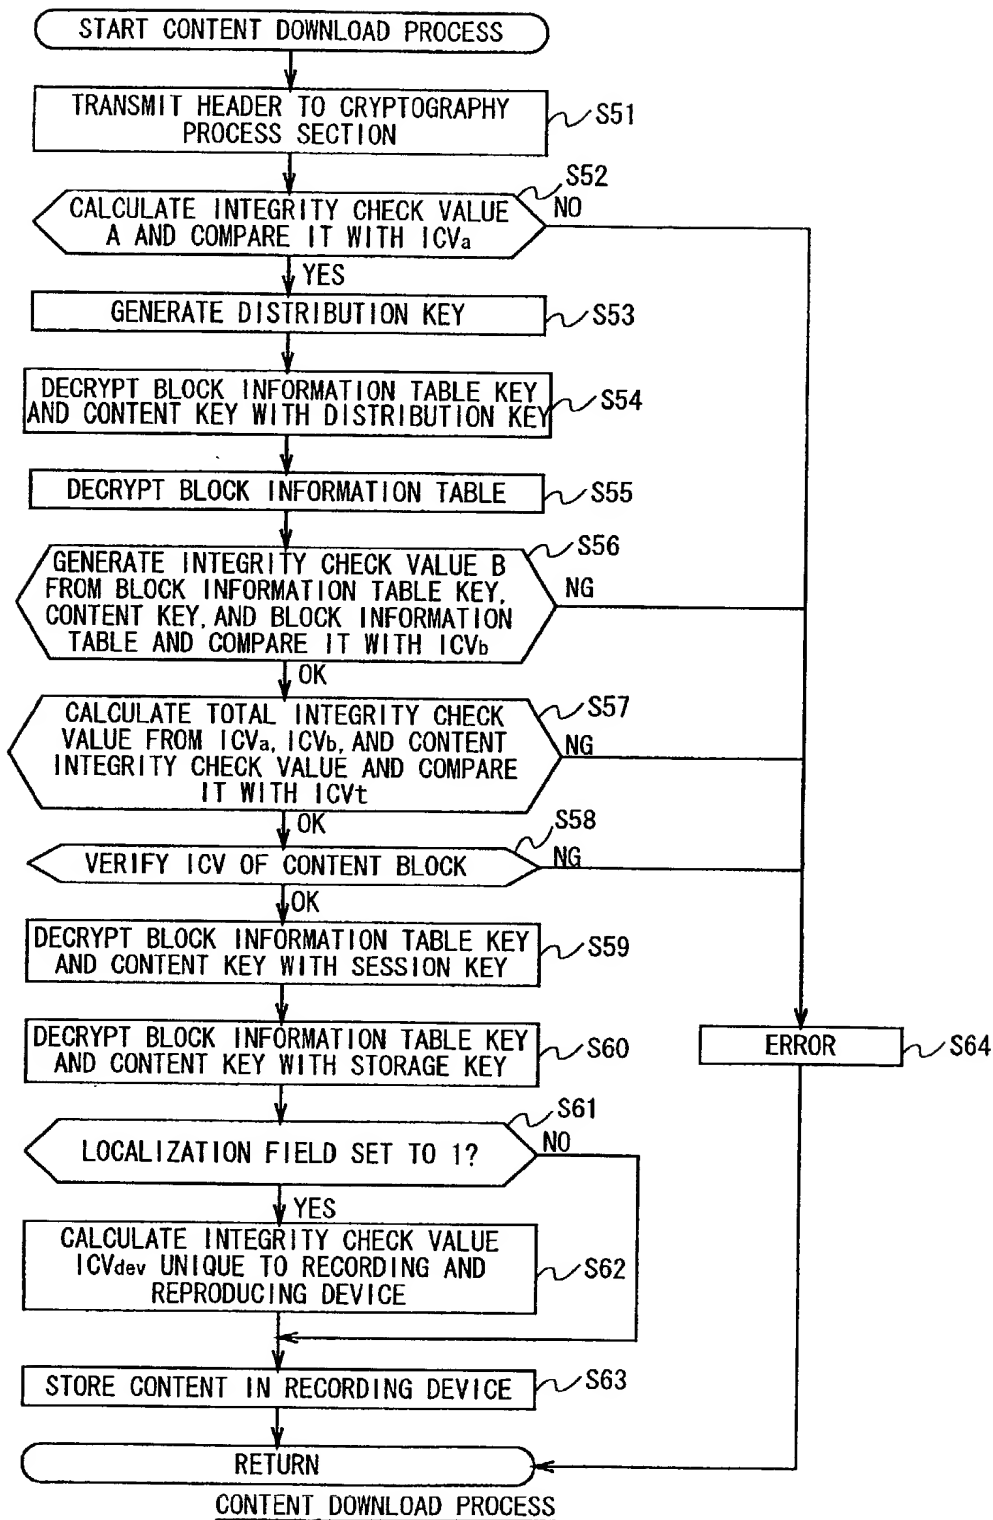 START CONTENT DOWNLOAD PROCESS
TRANSMIT HEADER TO CRYPTOGRAPHY
PROCESS SECTION
S51
S52
CALCULATE INTEGRITY CHECK VALUE
A AND COMPARE IT WITH ICVa
NO
YES
GENERATE DISTRIBUTION KEY
S53
DECRYPT BLOCK INFORMATION TABLE KEY
AND CONTENT KEY WITH DISTRIBUTION KEY
S54
DECRYPT BLOCK INFORMATION TABLE
S55
S56
GENERATE INTEGRITY CHECK VALUE B
FROM BLOCK INFORMATION TABLE KEY,
CONTENT KEY, AND BLOCK INFORMATION
TABLE AND COMPARE IT WITH ICVb
NG
OK
S57
CALCULATE TOTAL INTEGRITY CHECK
VALUE FROM ICVa, ICVb, AND CONTENT
INTEGRITY CHECK VALUE AND COMPARE
IT WITH ICVt
NG
OK
S58
VERIFY ICV OF CONTENT BLOCK
NG
OK
DECRYPT BLOCK INFORMATION TABLE KEY
AND CONTENT KEY WITH SESSION KEY
S59
DECRYPT BLOCK INFORMATION TABLE KEY
AND CONTENT KEY WITH STORAGE KEY
S60
ERROR
S64
S61
LOCALIZATION FIELD SET TO 1?
NO
YES
CALCULATE INTEGRITY CHECK VALUE
ICVdev UNIQUE TO RECORDING AND
REPRODUCING DEVICE
S62
STORE CONTENT IN RECORDING DEVICE
S63
RETURN
CONTENT DOWNLOAD PROCESS